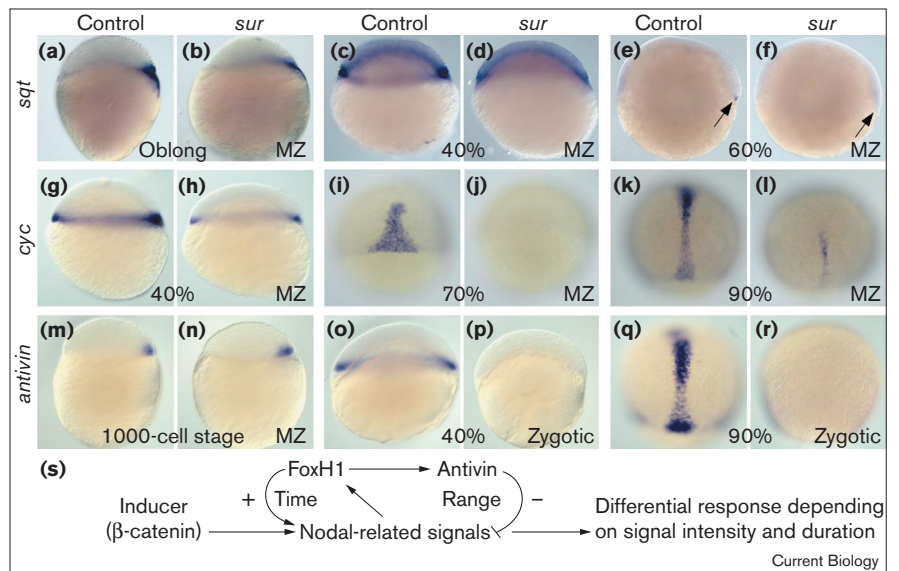 Control sur Control sur Control sur
(a) (b) (c) (d) (e) (f)
sqt
Oblong MZ 40% MZ 60% MZ
(g) (h) (i) (j) (k) (l)
cyc
40% MZ 70% MZ 90% MZ
(m) (n) (o) (p) (q) (r)
antivin
1000-cell stage MZ 40% Zygotic 90% Zygotic
(s)
FoxH1 Antivin
Inducer + Time Range – Differential response depending
(β-catenin) Nodal-related signals on signal intensity and duration
Current Biology